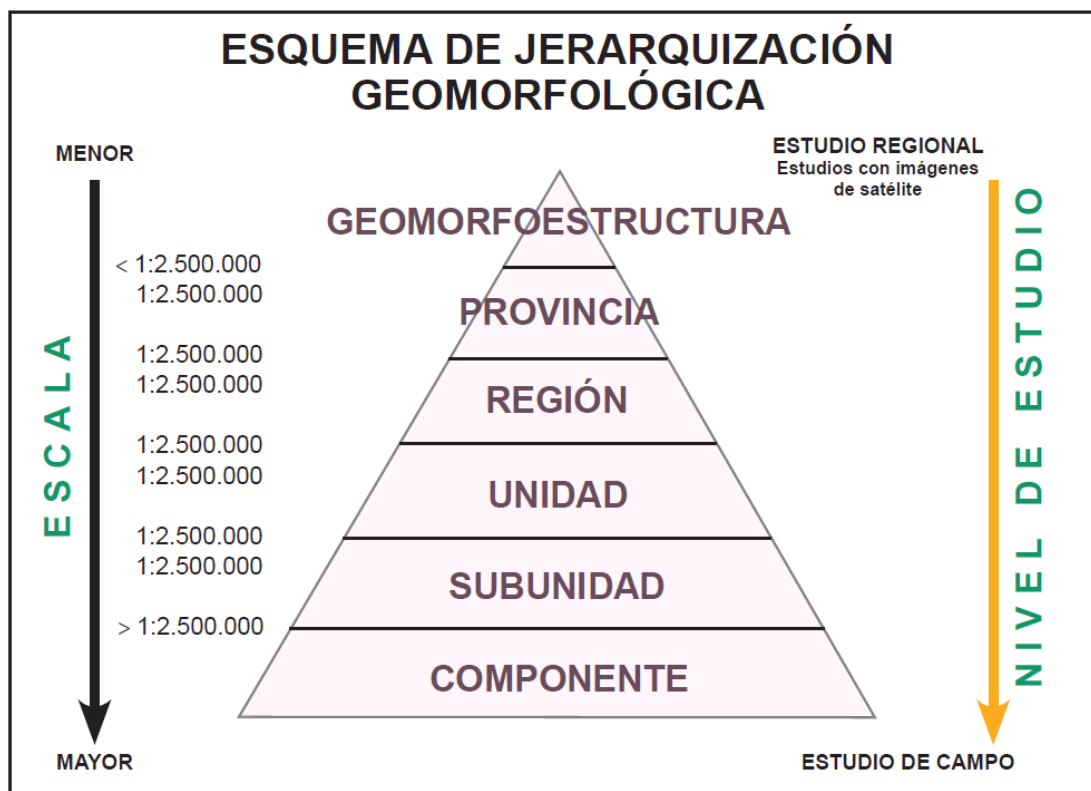 ESQUEMA DE JERARQUIZACIÓN
GEOMORFOLÓGICA
MENOR
ESTUDIO REGIONAL
Estudios con imágenes
de satélite
GEOMORFOESTRUCTURA
< 1:2.500.000
1:2.500.000
PROVINCIA
1:2.500.000
1:2.500.000
REGIÓN
1:2.500.000
1:2.500.000
UNIDAD
1:2.500.000
1:2.500.000
SUBUNIDAD
> 1:2.500.000
COMPONENTE
ESCALA
NIVEL DE ESTUDIO
MAYOR
ESTUDIO DE CAMPO